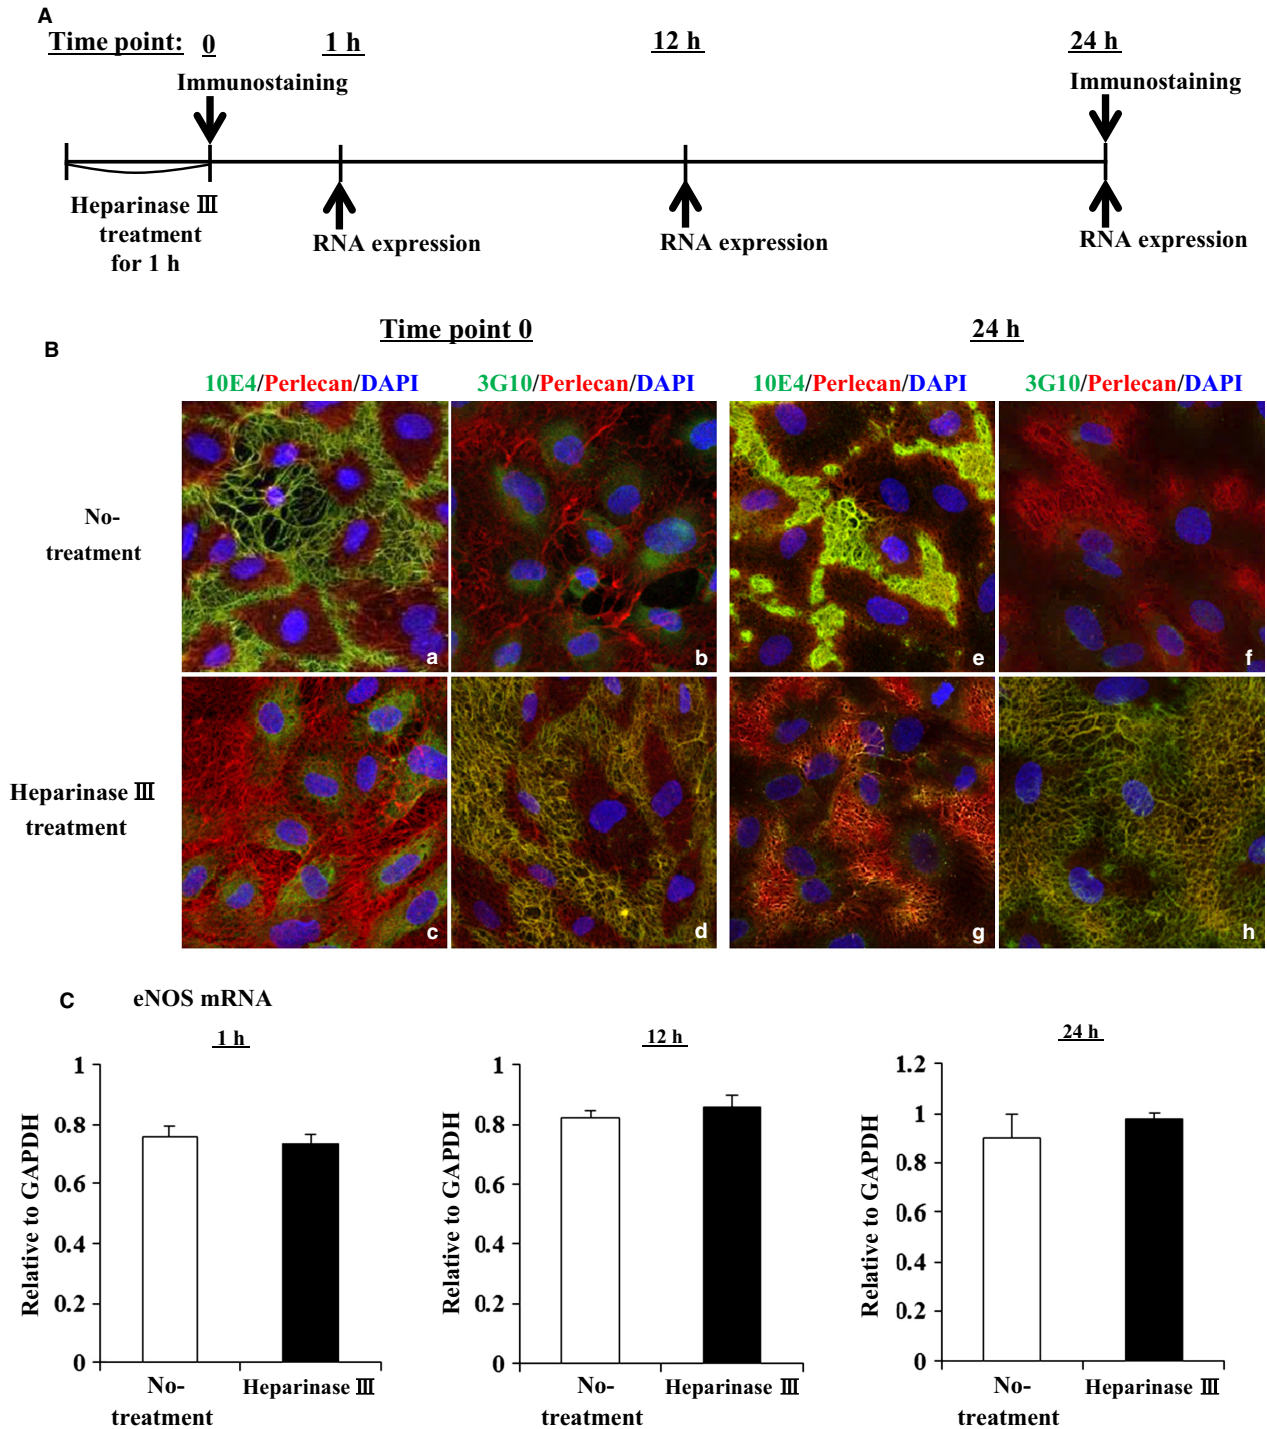 A
Time point: 0 1 h 12 h 24 h
Immunostaining Immunostaining
Heparinase Ⅲ
treatment
for 1 h
RNA expression RNA expression RNA expression
B
Time point 0 24 h
10E4/Perlecan/DAPI 3G10/Perlecan/DAPI 10E4/Perlecan/DAPI 3G10/Perlecan/DAPI
No-
treatment
a b e f
Heparinase Ⅲ
treatment
c d g h
C eNOS mRNA
1 h
Relative to GAPDH
1
0.8
0.6
0.4
0.2
0
No-
treatment
Heparinase Ⅲ
12 h
Relative to GAPDH
1
0.8
0.6
0.4
0.2
0
No-
treatment
Heparinase Ⅲ
24 h
Relative to GAPDH
1.2
1
0.8
0.6
0.4
0.2
0
No-
treatment
Heparinase Ⅲ